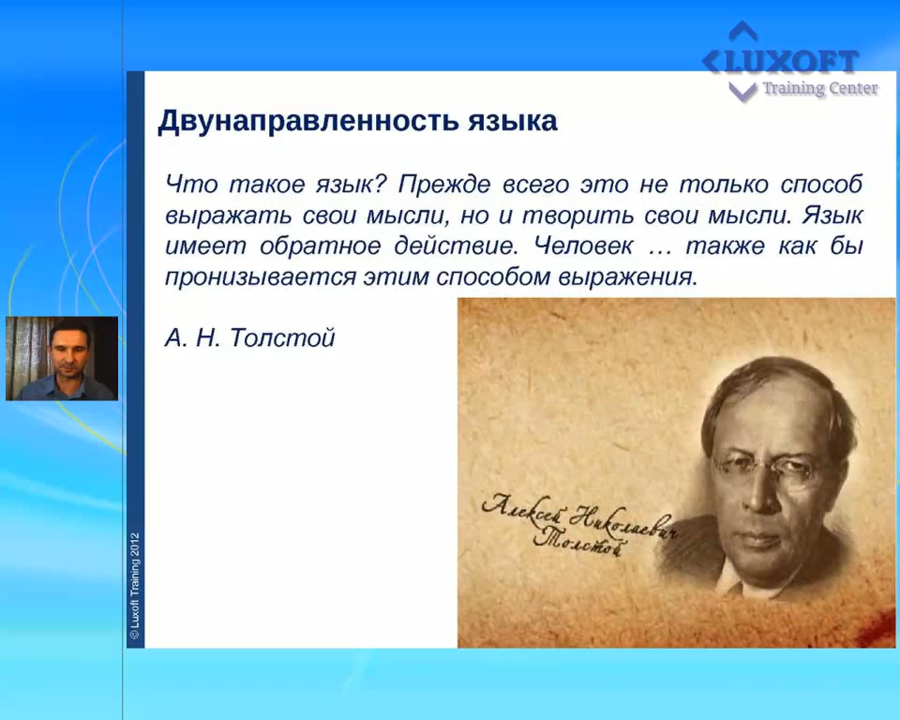 LUXOFT
Training Center
Двунаправленность языка
Что такое язык? Прежде всего это не только способ
выражать свои мысли, но и творить свои мысли. Язык
имеет обратное действие. Человек … также как бы
пронизывается этим способом выражения.
А. Н. Толстой
Алексей Николаевич
Толстой
© Luxoft Training 2012